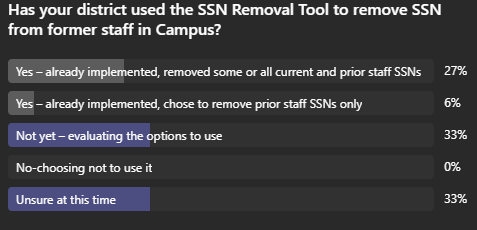 Has your district used the SSN Removal Tool to remove SSN
from former staff in Campus?
Yes – already implemented, removed some or all current and prior staff SSNs 27%
Yes – already implemented, chose to remove prior staff SSNs only 6%
Not yet – evaluating the options to use 33%
No-choosing not to use it 0%
Unsure at this time 33%